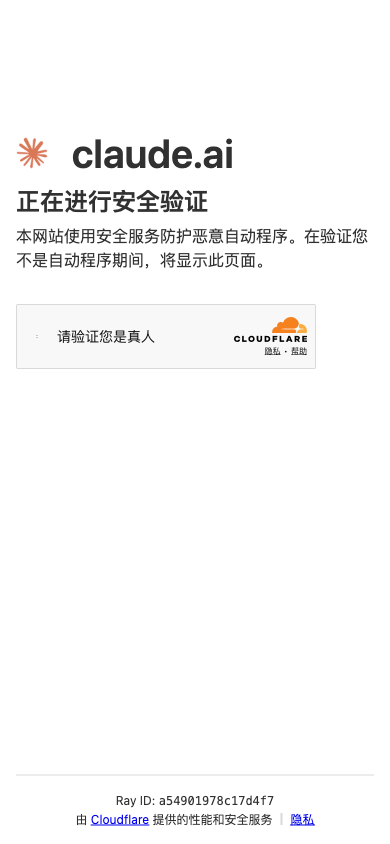 claude.ai
正在进行安全验证
本网站使用安全服务防护恶意自动程序。在验证您
不是自动程序期间，将显示此页面。
请验证您是真人
CLOUDFLARE
隐私 • 帮助
Ray ID: a54901978c17d4f7
由 Cloudflare 提供的性能和安全服务 | 隐私